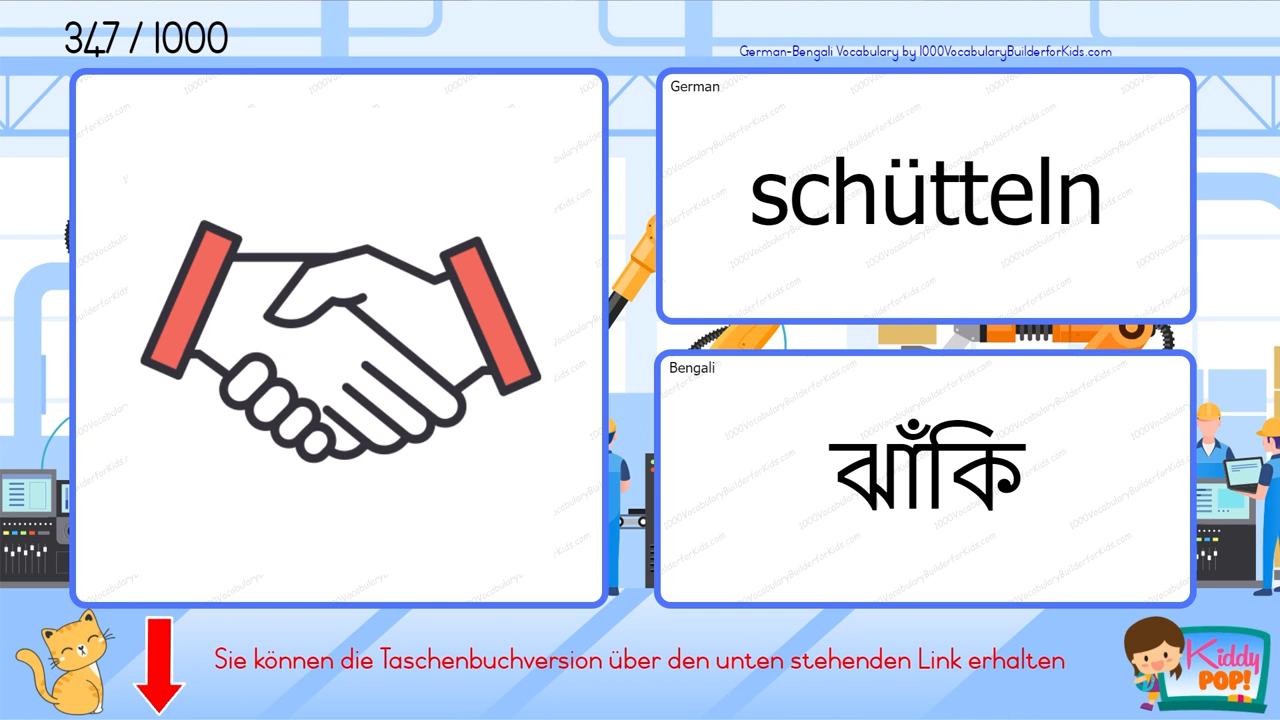 347 / 1000
German-Bengali Vocabulary by 1000VocabularyBuilderforKids.com
German
schütteln
Bengali
ঝাঁকি
Sie können die Taschenbuchversion über den unten stehenden Link erhalten
Kiddy
POP!